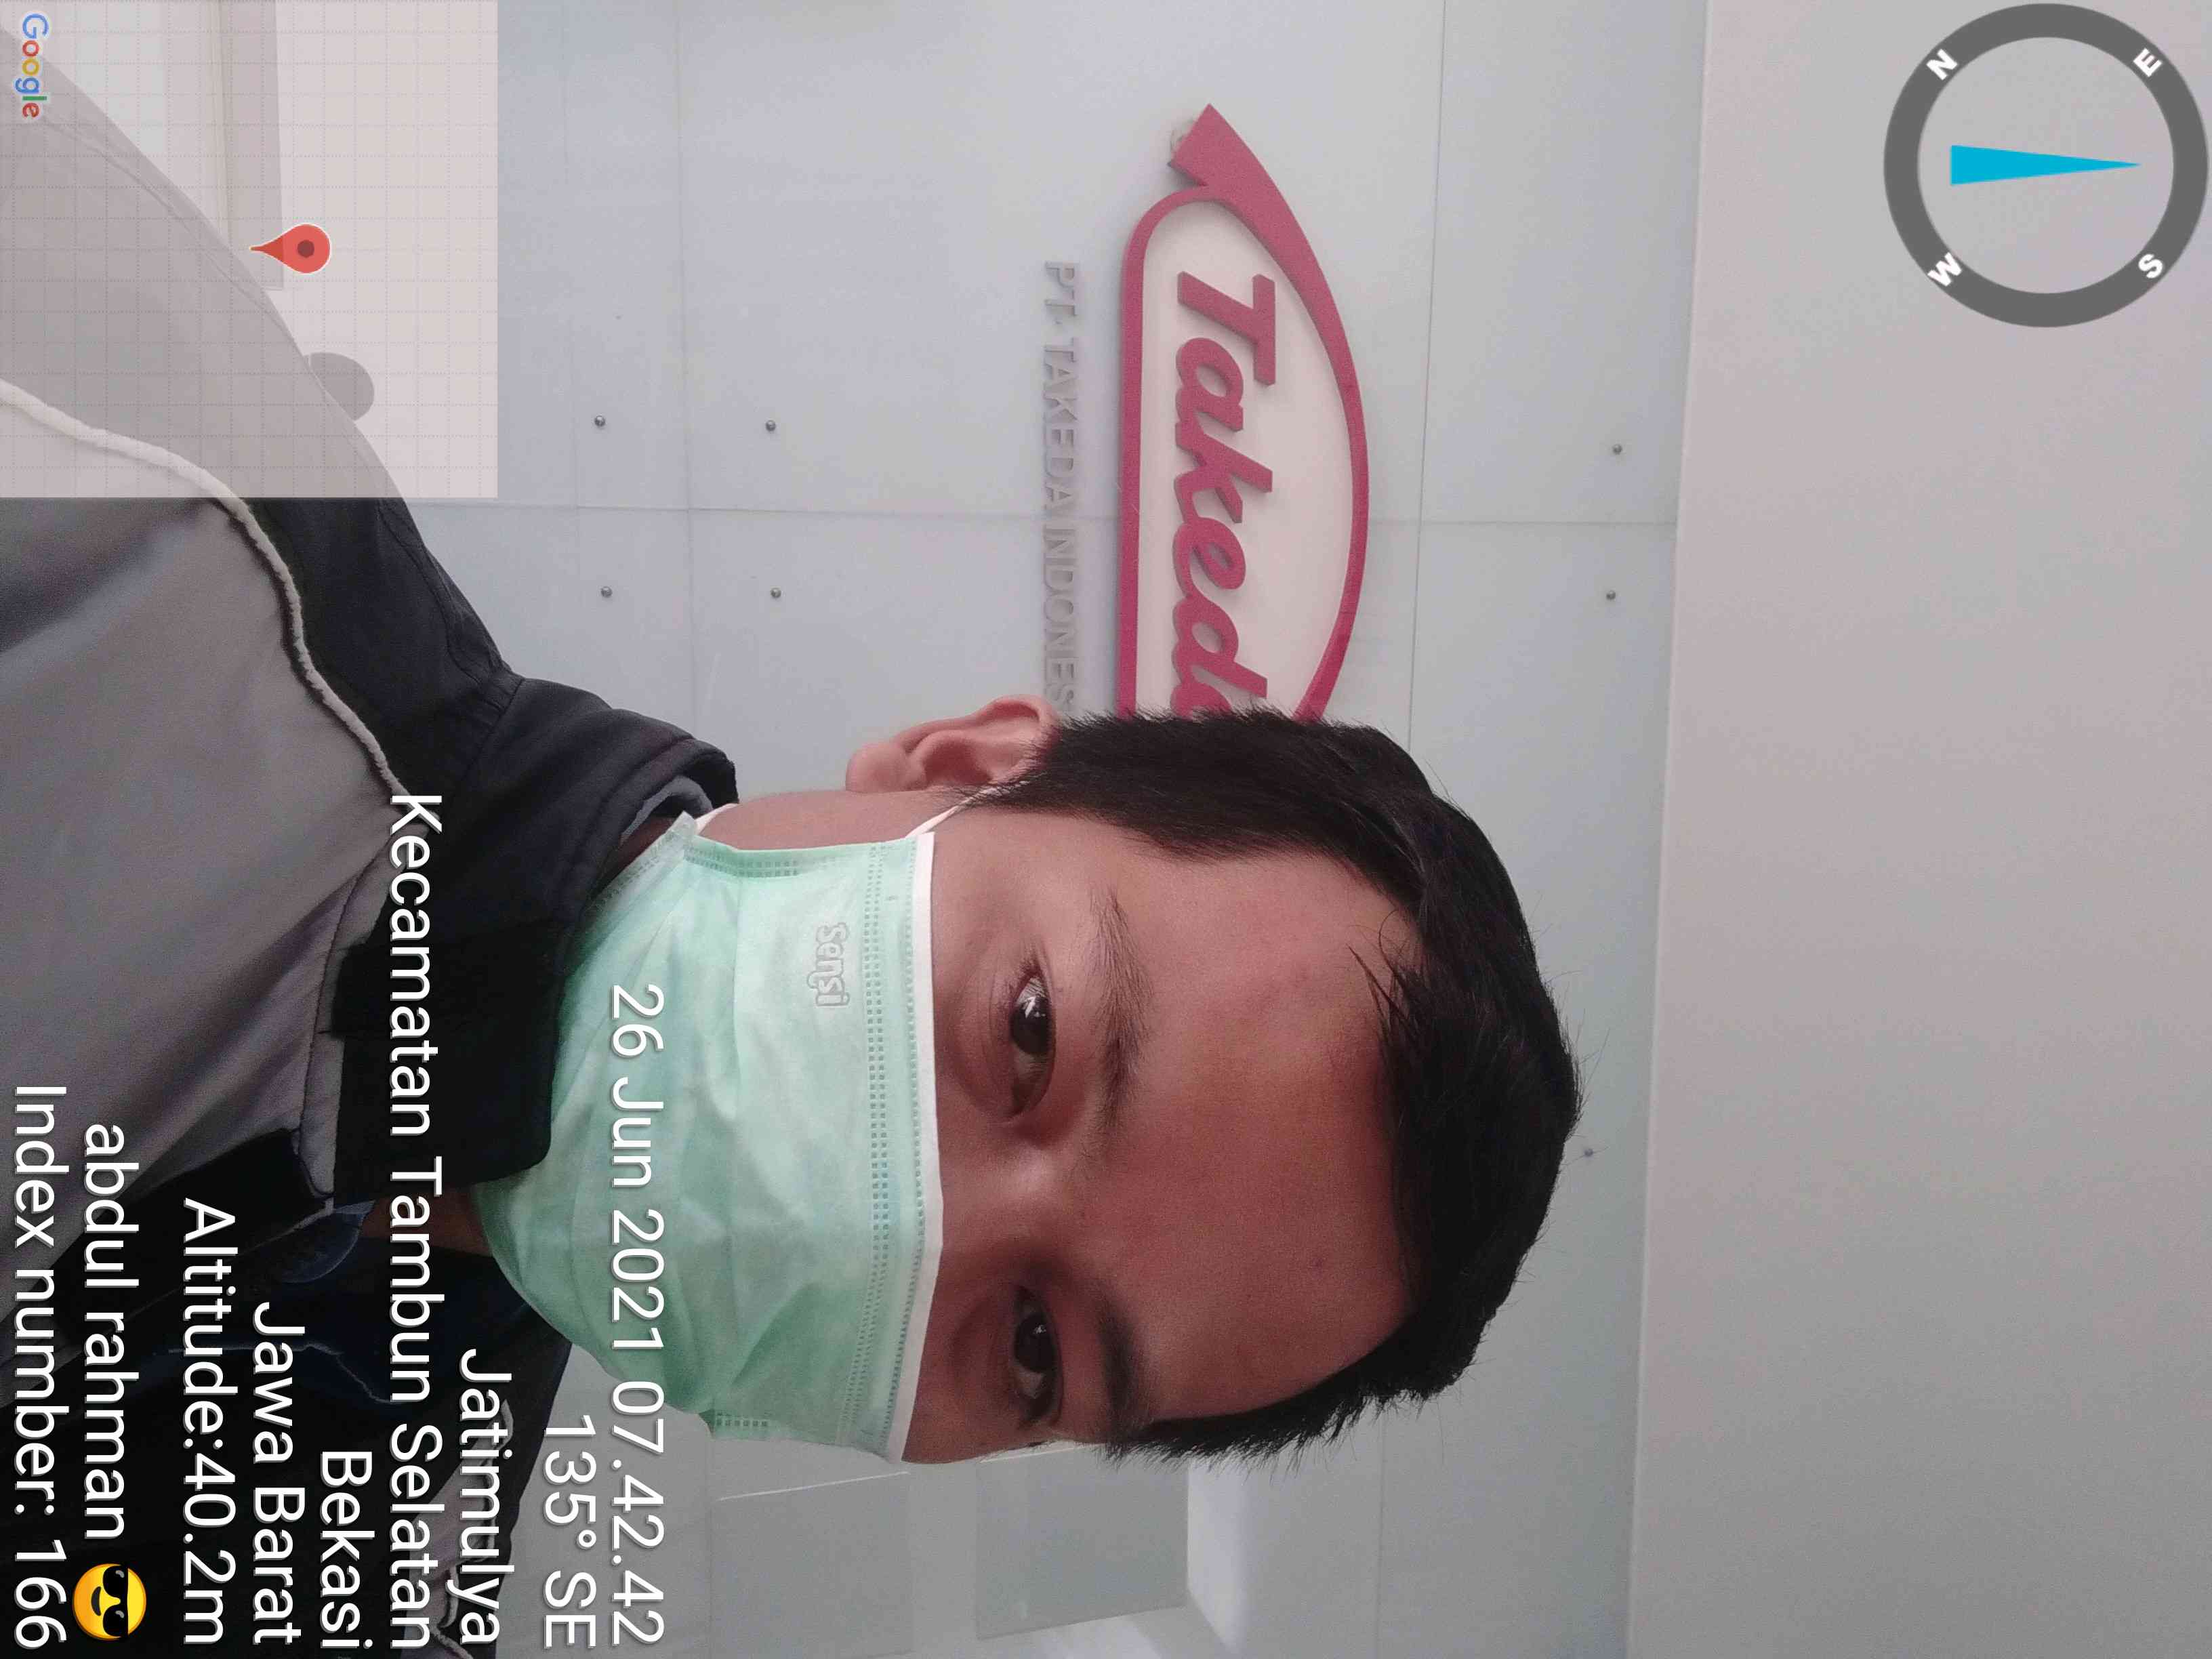 N
E
S
W
Takeda
PT. TAKEDA INDONES
Sensi
26 Jun 2021 07.42.42
135° SE
Jatimulya
Kecamatan Tambun Selatan
Bekasi
Jawa Barat
Altitude:40.2m
abdul rahman 😎
Index number: 166
Google